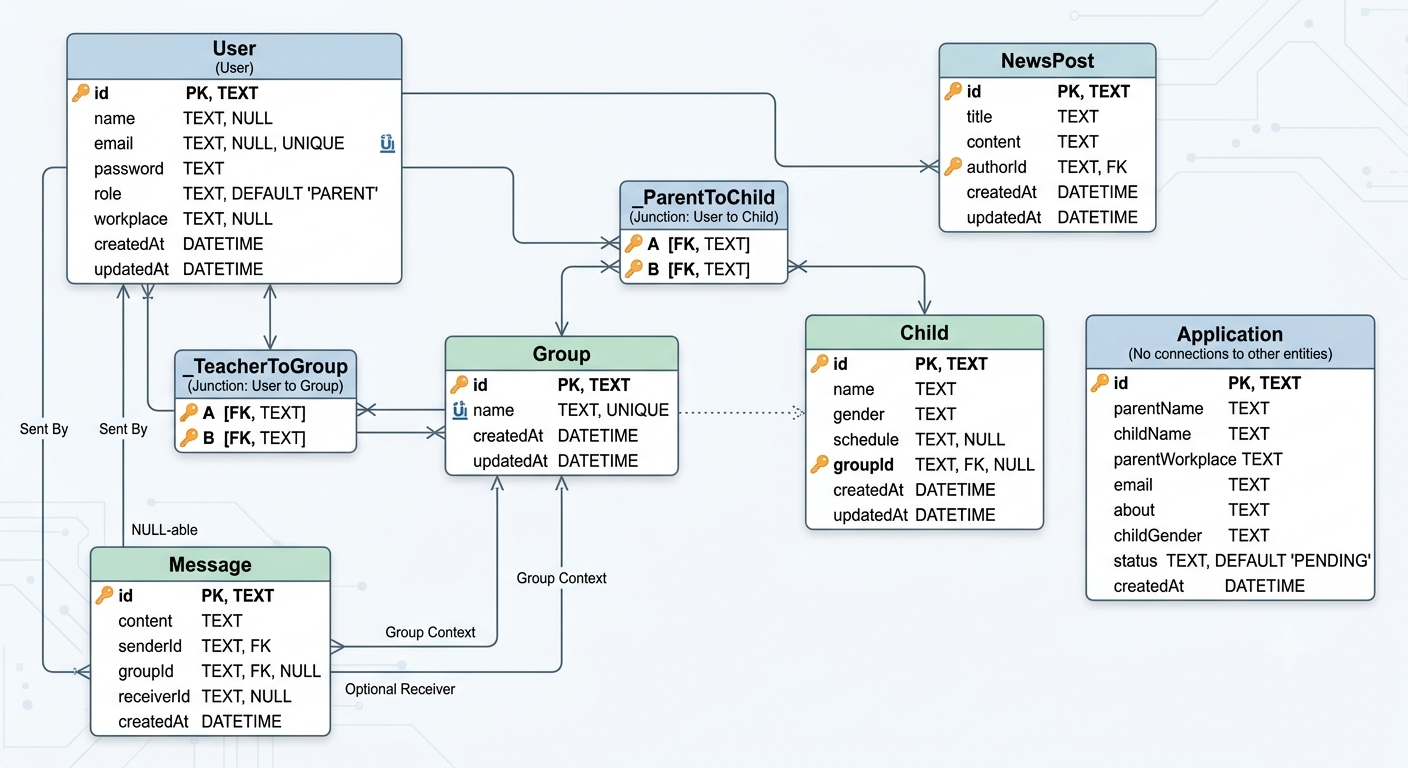 User
(User)
id PK, TEXT
name TEXT, NULL
email TEXT, NULL, UNIQUE
password TEXT
role TEXT, DEFAULT 'PARENT'
workplace TEXT, NULL
createdAt DATETIME
updatedAt DATETIME
NewsPost
id PK, TEXT
title TEXT
content TEXT
authorId TEXT, FK
createdAt DATETIME
updatedAt DATETIME
_ParentToChild
(Junction: User to Child)
A [FK, TEXT]
B [FK, TEXT]
_TeacherToGroup
(Junction: User to Group)
A [FK, TEXT]
B [FK, TEXT]
Group
id PK, TEXT
name TEXT, UNIQUE
createdAt DATETIME
updatedAt DATETIME
Child
id PK, TEXT
name TEXT
gender TEXT
schedule TEXT, NULL
groupId TEXT, FK, NULL
createdAt DATETIME
updatedAt DATETIME
Application
(No connections to other entities)
id PK, TEXT
parentName TEXT
childName TEXT
parentWorkplace TEXT
email TEXT
about TEXT
childGender TEXT
status TEXT, DEFAULT 'PENDING'
createdAt DATETIME
Sent By
Sent By
NULL-able
Message
id PK, TEXT
content TEXT
senderId TEXT, FK
groupId TEXT, FK, NULL
receiverId TEXT, NULL
createdAt DATETIME
Group Context
Group Context
Optional Receiver